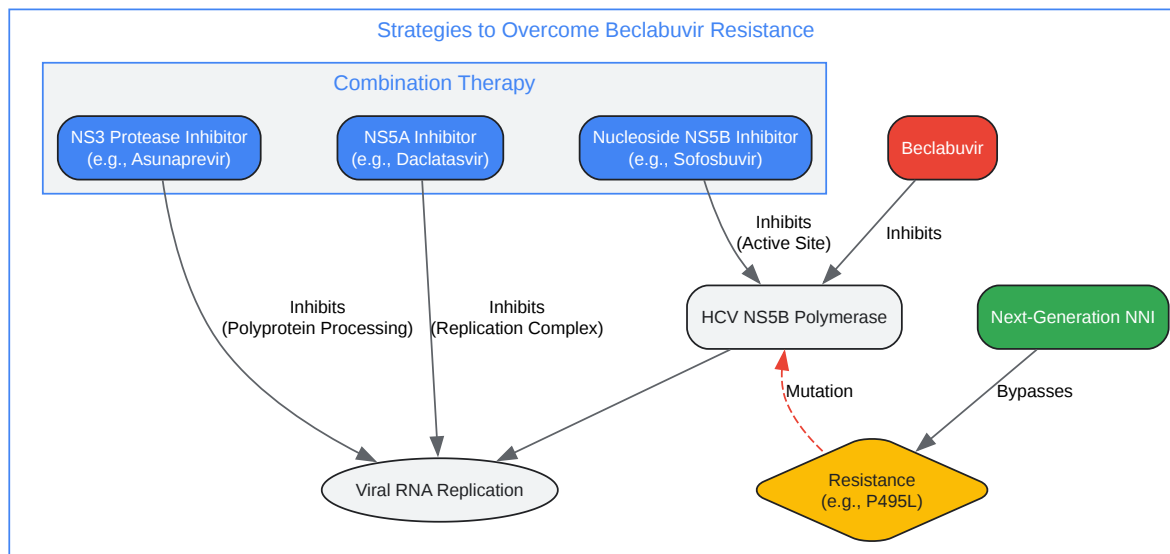 Strategies to Overcome Beclabuvir Resistance
Combination Therapy
NS3 Protease Inhibitor
(e.g., Asunaprevir)
NS5A Inhibitor
(e.g., Daclatasvir)
Nucleoside NS5B Inhibitor
(e.g., Sofosbuvir)
Beclabuvir
Inhibits
(Active Site)
Inhibits
Inhibits
(Polyprotein Processing)
Inhibits
(Replication Complex)
HCV NS5B Polymerase
Next-Generation NNI
Mutation
Bypasses
Viral RNA Replication
Resistance
(e.g., P495L)